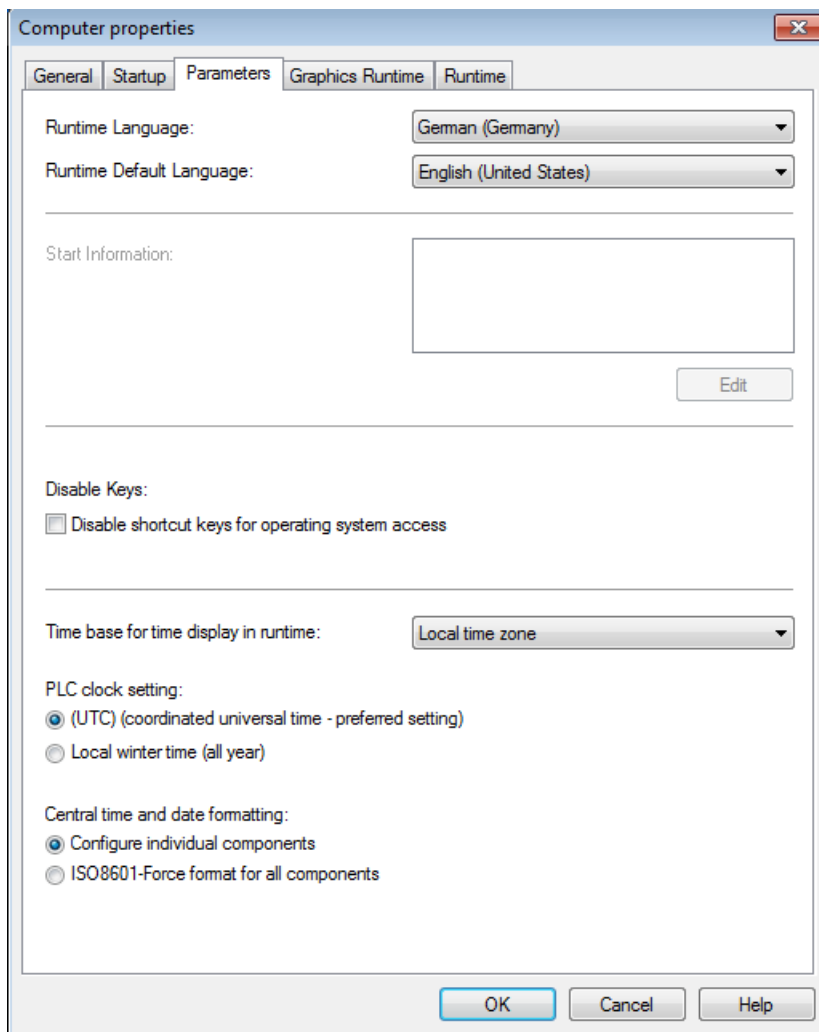 Computer properties
General Startup Parameters Graphics Runtime Runtime
Runtime Language: German (Germany)
Runtime Default Language: English (United States)
Start Information:
Edit
Disable Keys:
Disable shortcut keys for operating system access
Time base for time display in runtime: Local time zone
PLC clock setting:
(UTC) (coordinated universal time - preferred setting)
Local winter time (all year)
Central time and date formatting:
Configure individual components
ISO8601-Force format for all components
OK Cancel Help